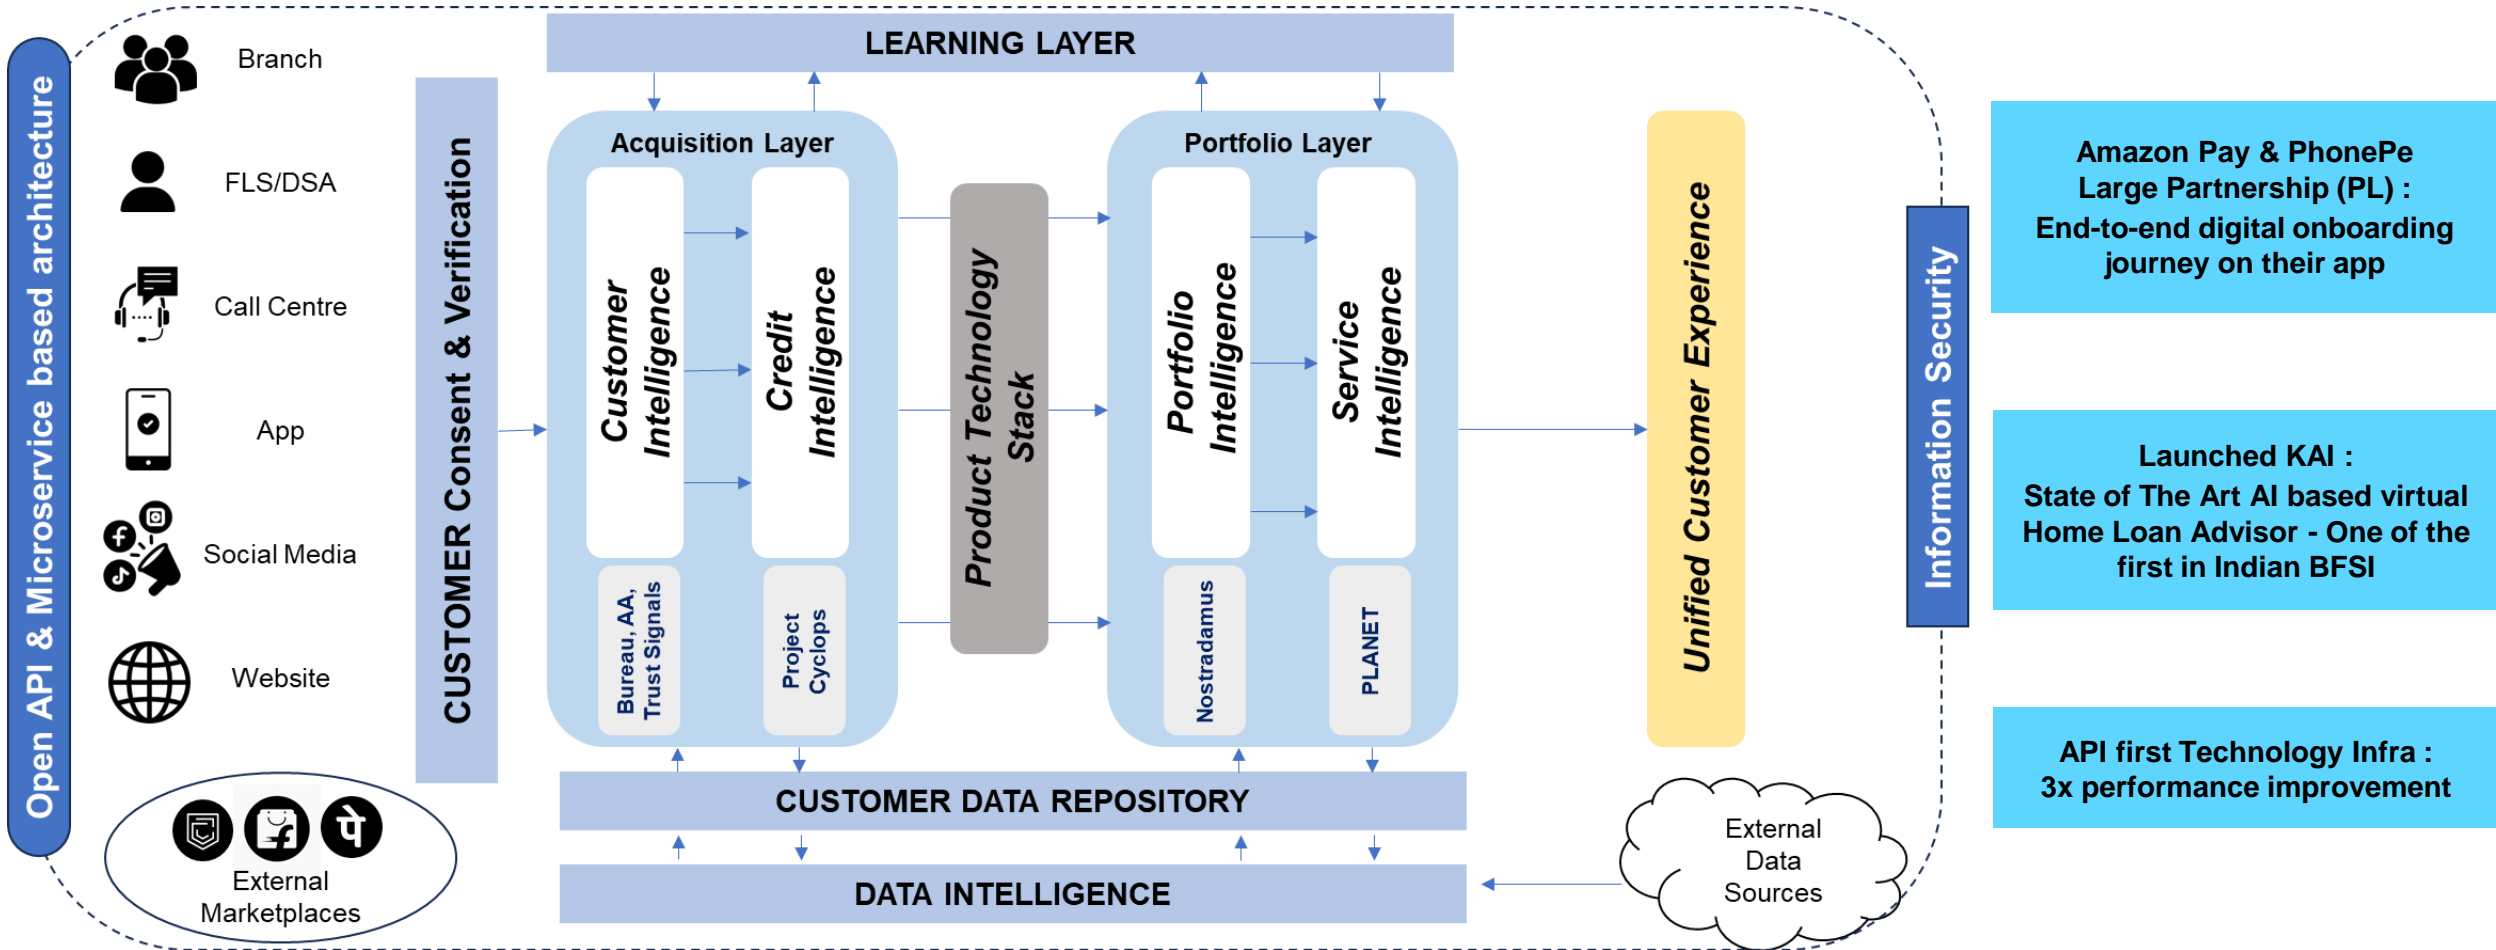 Open API & Microservice based architecture
Branch
FLS/DSA
Call Centre
App
Social Media
Website
पे
External
Marketplaces
CUSTOMER Consent & Verification
LEARNING LAYER
Acquisition Layer
Customer
Intelligence
Credit
Intelligence
Bureau, AA,
Trust Signals
Project
Cyclops
Product Technology
Stack
Portfolio Layer
Portfolio
Intelligence
Service
Intelligence
Nostradamus
PLANET
CUSTOMER DATA REPOSITORY
DATA INTELLIGENCE
Unified Customer Experience
External
Data
Sources
Information Security
Amazon Pay & PhonePe
Large Partnership (PL) :
End-to-end digital onboarding
journey on their app
Launched KAI :
State of The Art AI based virtual
Home Loan Advisor - One of the
first in Indian BFSI
API first Technology Infra :
3x performance improvement